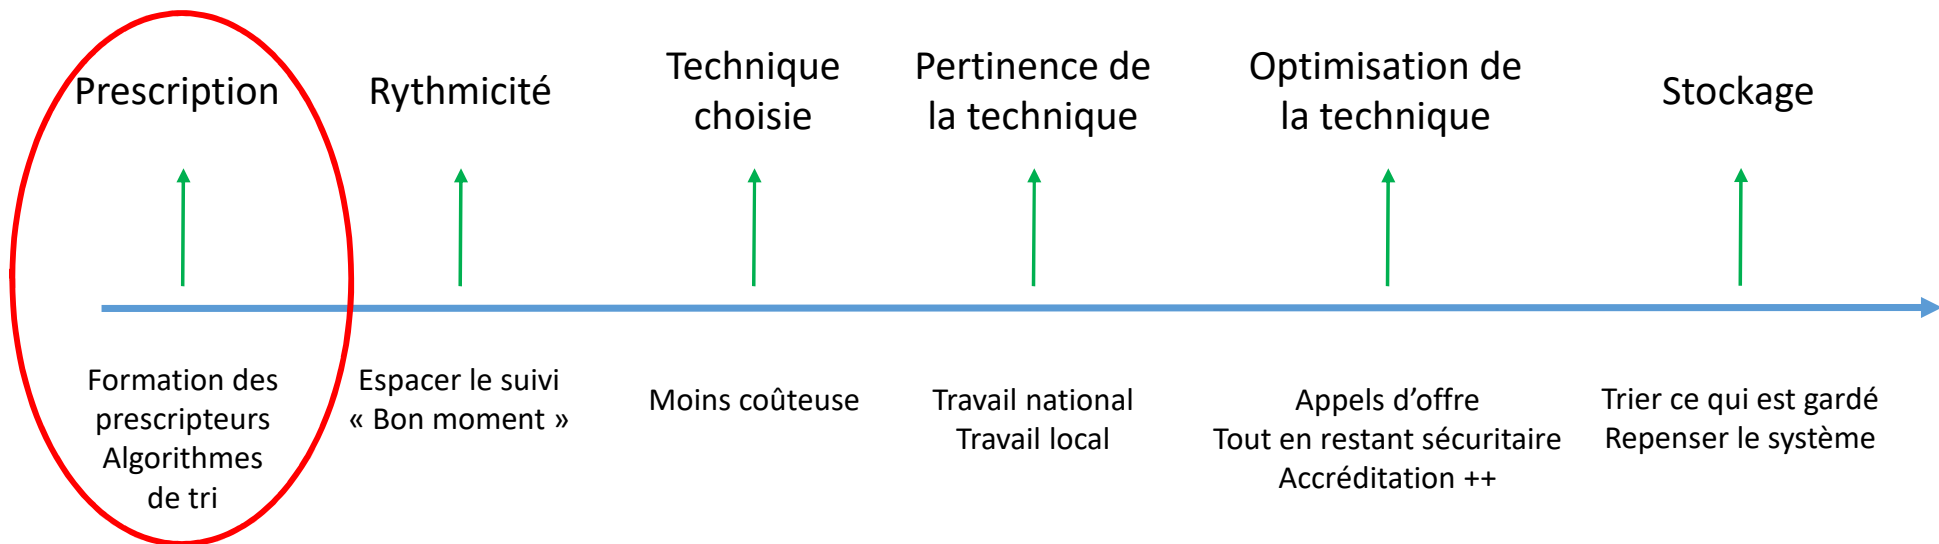 Prescription
Rythmicité
Technique
choisie
Pertinence de
la technique
Optimisation de
la technique
Stockage
Formation des
prescripteurs
Algorithmes
de tri
Espacer le suivi
« Bon moment »
Moins coûteuse
Travail national
Travail local
Appels d’offre
Tout en restant sécuritaire
Accréditation ++
Trier ce qui est gardé
Repenser le système